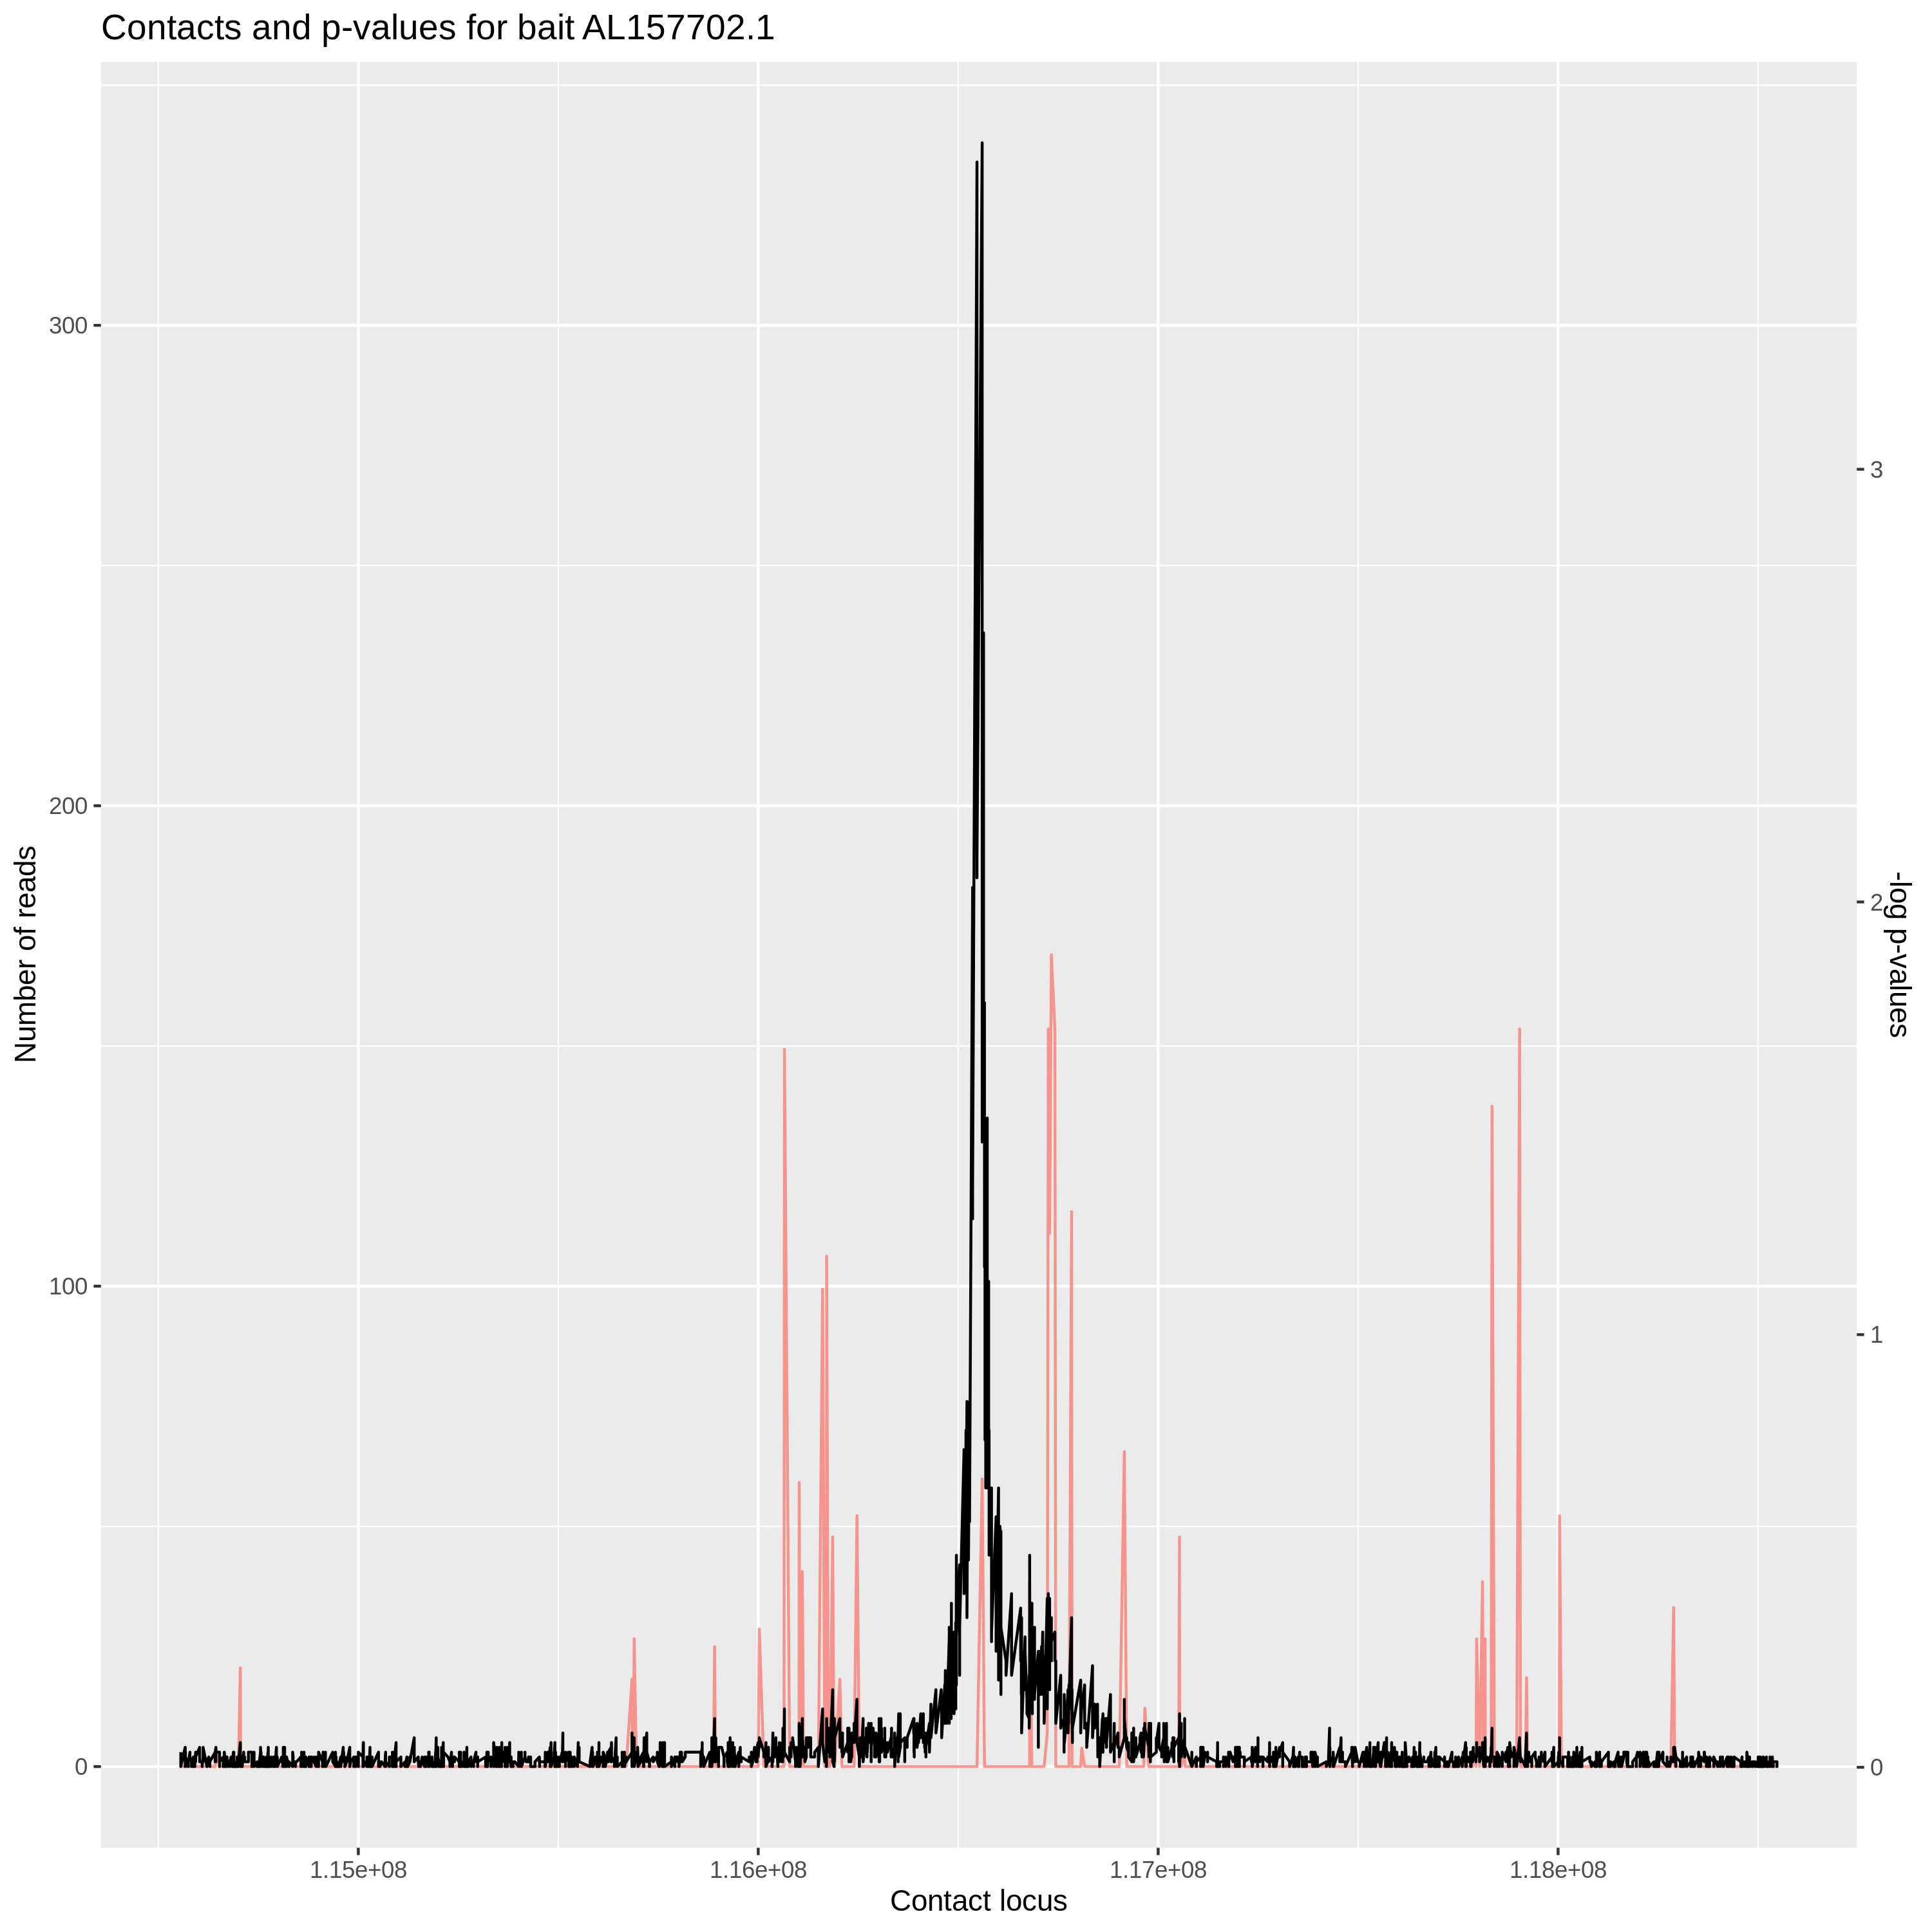 Contacts and p-values for bait AL157702.1
300
200
100
0
3
2
1
0
Number of reads
-log p-values
1.15e+08
1.16e+08
1.17e+08
1.18e+08
Contact locus